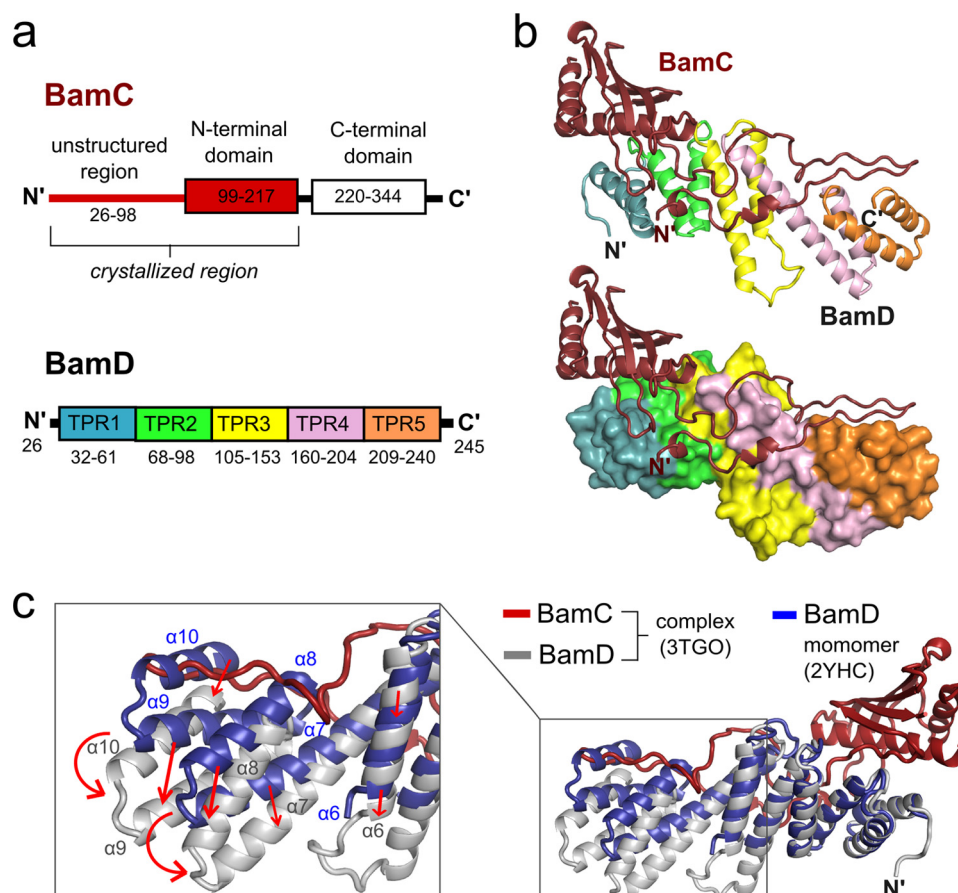 a
BamC
unstructured
region
N-terminal
domain
C-terminal
domain
N'
99-217
220-344
C'
26-98
crystallized region
BamD
N'
TPR1
TPR2
TPR3
TPR4
TPR5
C'
26
32-61
68-98
105-153
160-204
209-240
245
b
BamC
N'
N'
C'
BamD
N'
c
α10
α8
α9
α7
α10
α8
α7
α6
α6
α9
BamC
BamD
complex
(3TGO)
BamD
momomer
(2YHC)
N'